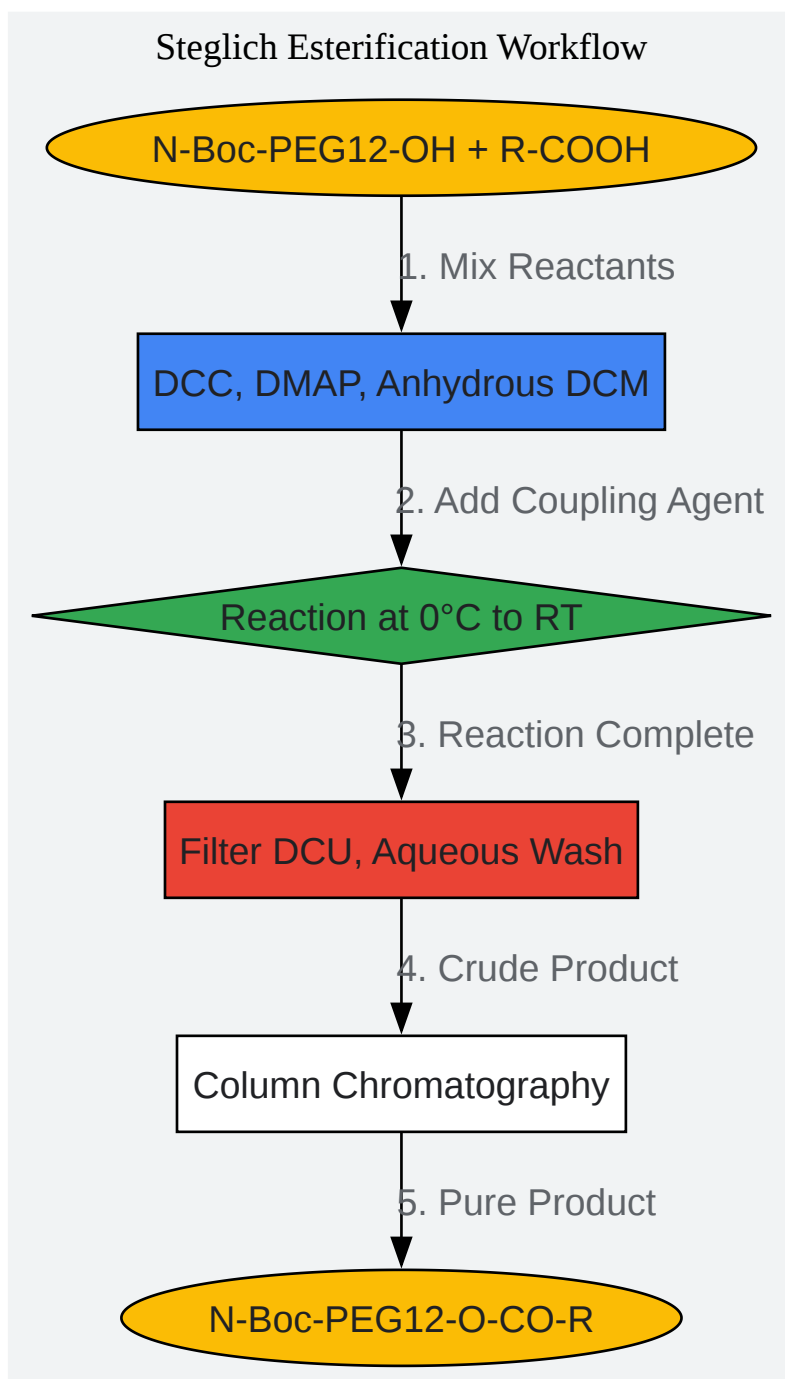 Steglich Esterification Workflow
N-Boc-PEG12-OH + R-COOH
1. Mix Reactants
DCC, DMAP, Anhydrous DCM
2. Add Coupling Agent
Reaction at 0°C to RT
3. Reaction Complete
Filter DCU, Aqueous Wash
4. Crude Product
Column Chromatography
5. Pure Product
N-Boc-PEG12-O-CO-R